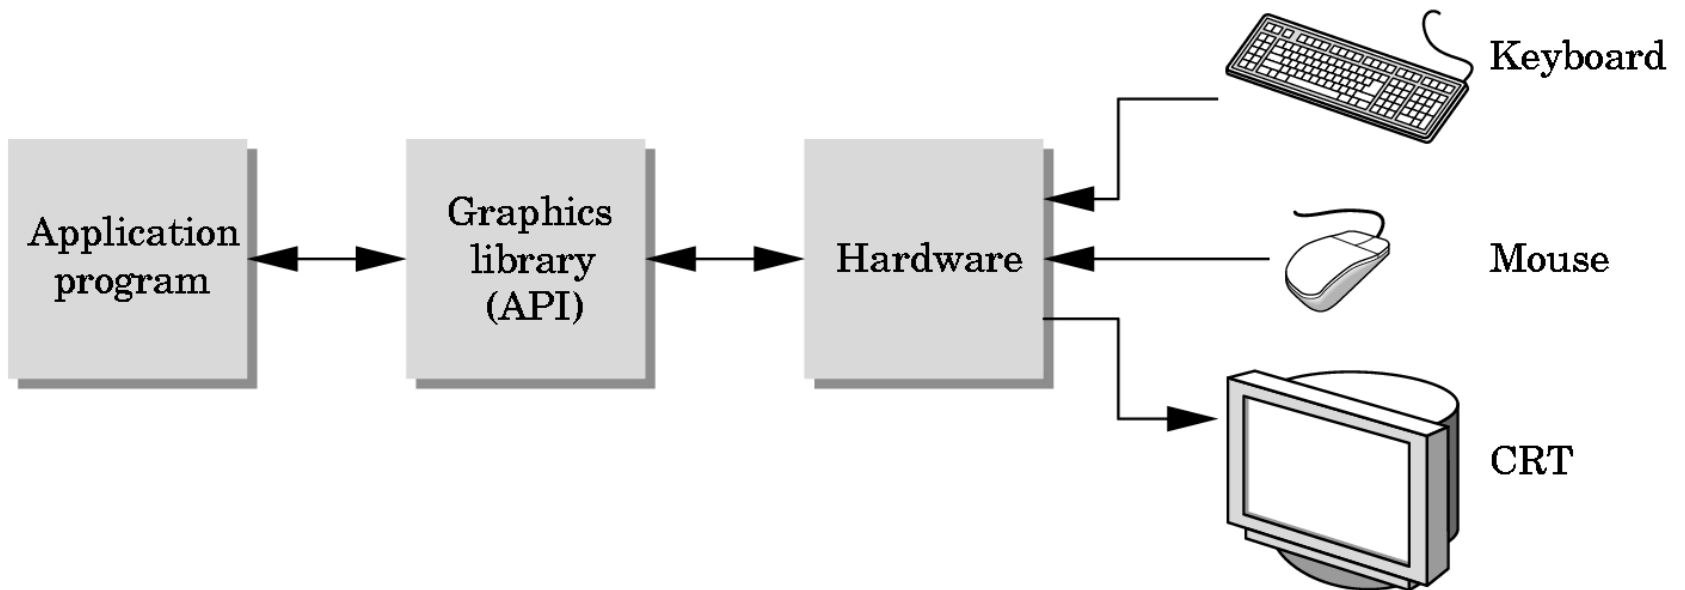 Application
program
Graphics
library
(API)
Hardware
Keyboard
Mouse
CRT